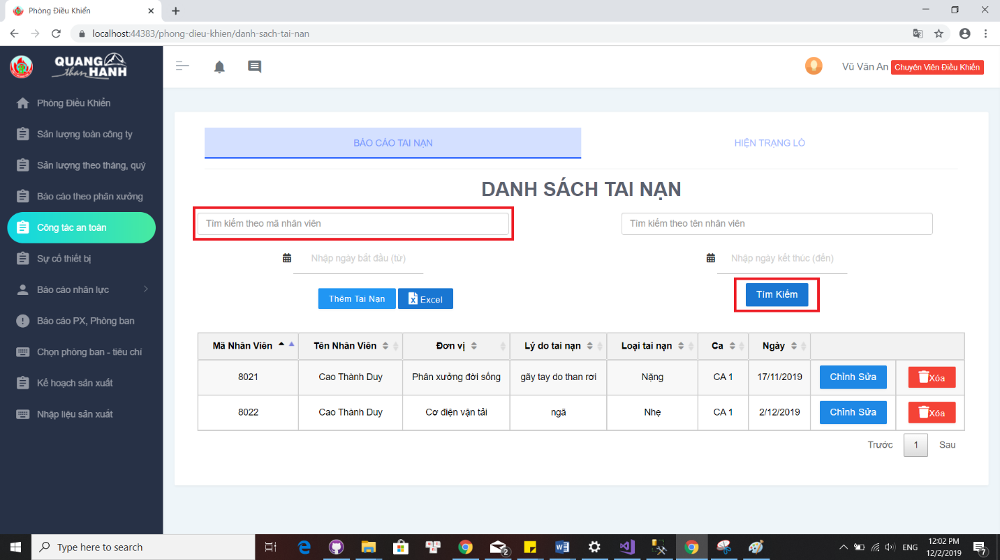 Phòng Điều Khiển
localhost:44383/phong-dieu-khien/danh-sach-tai-nan
QUANG HANH
than
Vũ Văn An Chuyên Viên Điều Khiển
Phòng Điều Khiển
Sản lượng toàn công ty
Sản lượng theo tháng, quý
Báo cáo theo phân xưởng
Công tác an toàn
Sự cố thiết bị
Báo cáo nhân lực
Báo cáo PX, Phòng ban
Chọn phòng ban - tiêu chí
Kế hoạch sản xuất
Nhập liệu sản xuất
BÁO CÁO TAI NẠN HIỆN TRẠNG LÒ
DANH SÁCH TAI NẠN
Tìm kiếm theo mã nhân viên Tìm kiếm theo tên nhân viên
Nhập ngày bắt đầu (từ) Nhập ngày kết thúc (đến)
Thêm Tai Nạn Excel Tìm Kiếm
Mã Nhân Viên Tên Nhân Viên Đơn vị Lý do tai nạn Loại tai nạn Ca Ngày
8021 Cao Thành Duy Phân xưởng đời sống gãy tay do than rơi Nặng CA 1 17/11/2019 Chỉnh Sửa Xóa
8022 Cao Thành Duy Cơ điện vận tải ngã Nhẹ CA 1 2/12/2019 Chỉnh Sửa Xóa
Trước 1 Sau
Type here to search
2
ENG
12:02 PM
12/2/2019
7